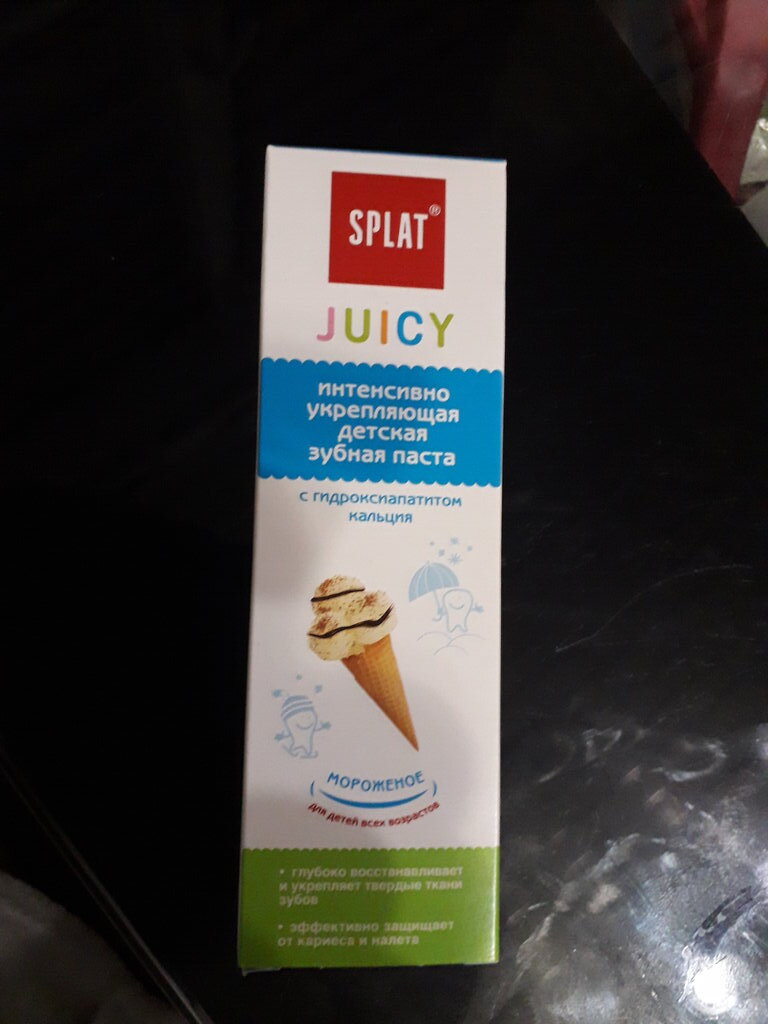 SPLAT®
JUICY
интенсивно
укрепляющая
детская
зубная паста
с гидроксиапатитом
кальция
МОРОЖЕНОЕ
для детей всех возрастов
• глубоко восстанавливает
и укрепляет твердые ткани
зубов
• эффективно защищает
от кариеса и налета